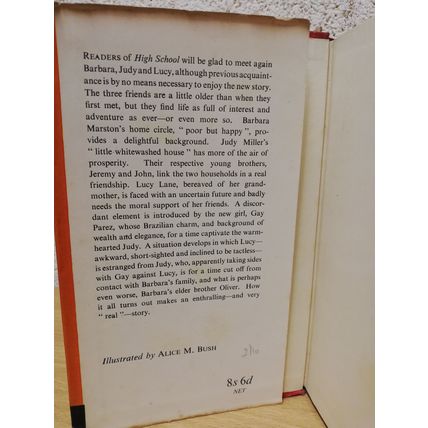 READERS of High School will be glad to meet again
Barbara, Judy and Lucy, although previous acquaint-
ance is by no means necessary to enjoy the new story.
The three friends are a little older than when they
first met, but they find life as full of interest and
adventure as ever—or even more so. Barbara
Marston's home circle, "poor but happy", pro-
vides a delightful background. Judy Miller's
"little whitewashed house" has more of the air of
prosperity. Their respective young brothers,
Jeremy and John, link the two households in a real
friendship. Lucy Lane, bereaved of her grand-
mother, is faced with an uncertain future and badly
needs the moral support of her friends. A discor-
dant element is introduced by the new girl, Gay
Parez, whose Brazilian charm, and background of
wealth and elegance, for a time captivate the warm-
hearted Judy. A situation develops in which Lucy—
awkward, short-sighted and inclined to be tactless—
is estranged from Judy, who, apparently taking sides
with Gay against Lucy, is for a time cut off from
contact with Barbara's family, and what is perhaps
even worse, Barbara's elder brother Oliver. How
it all turns out makes an enthralling—and very
"real"—story.
Illustrated by ALICE M. BUSH
8s 6d
NET